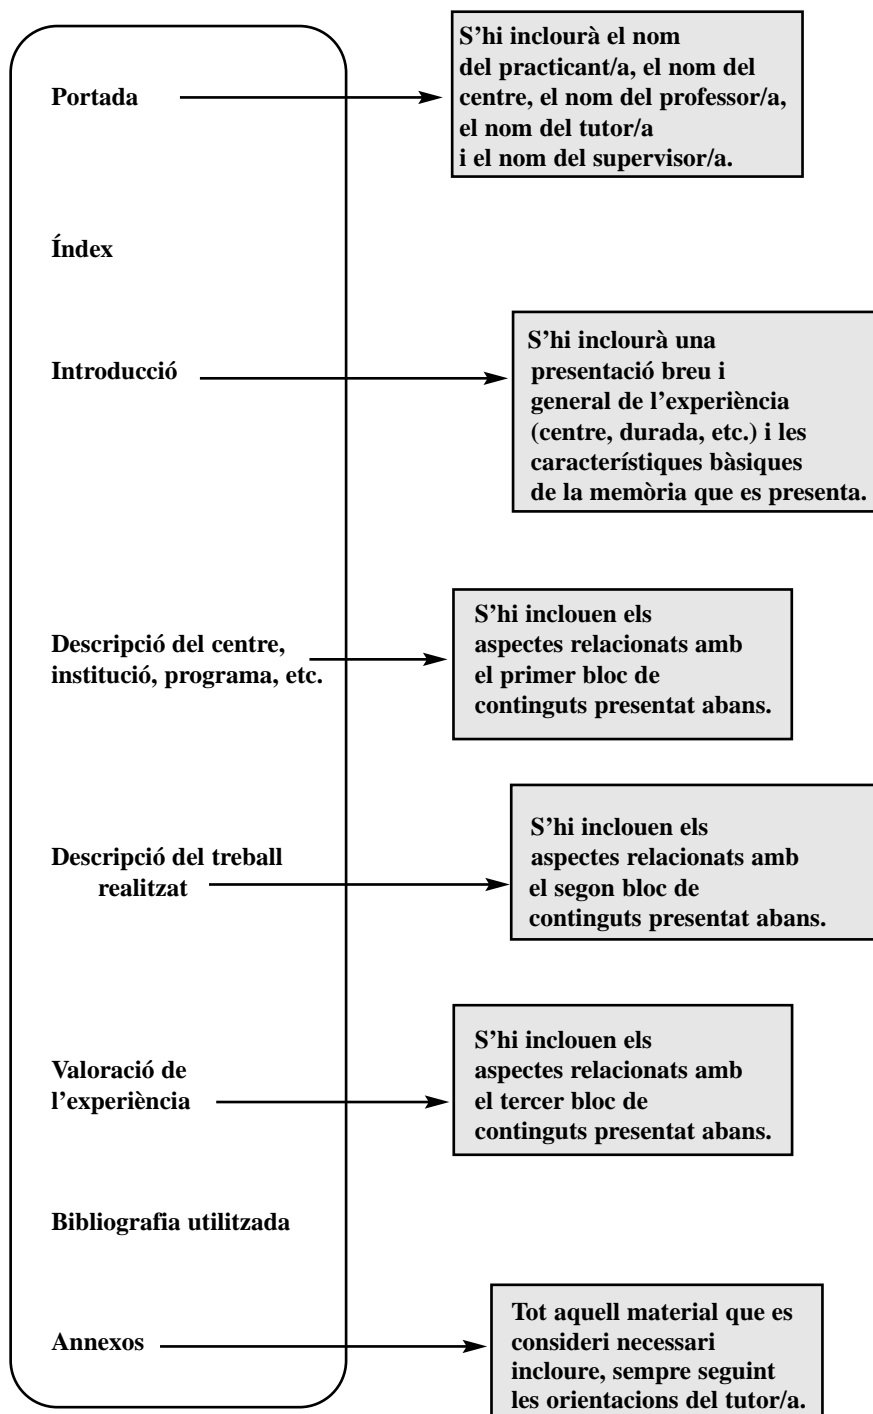 Portada
S’hi inclourà el nom
del practicant/a, el nom del
centre, el nom del professor/a,
el nom del tutor/a
i el nom del supervisor/a.
Índex
Introducció
S’hi inclourà una
presentació breu i
general de l’experiència
(centre, durada, etc.) i les
característiques bàsiques
de la memòria que es presenta.
Descripció del centre,
institució, programa, etc.
S’hi inclouen els
aspectes relacionats amb
el primer bloc de
continguts presentat abans.
Descripció del treball
realitzat
S’hi inclouen els
aspectes relacionats amb
el segon bloc de
continguts presentat abans.
Valoració de
l’experiència
S’hi inclouen els
aspectes relacionats amb
el tercer bloc de
continguts presentat abans.
Bibliografia utilitzada
Annexos
Tot aquell material que es
consideri necessari
incloure, sempre seguint
les orientacions del tutor/a.